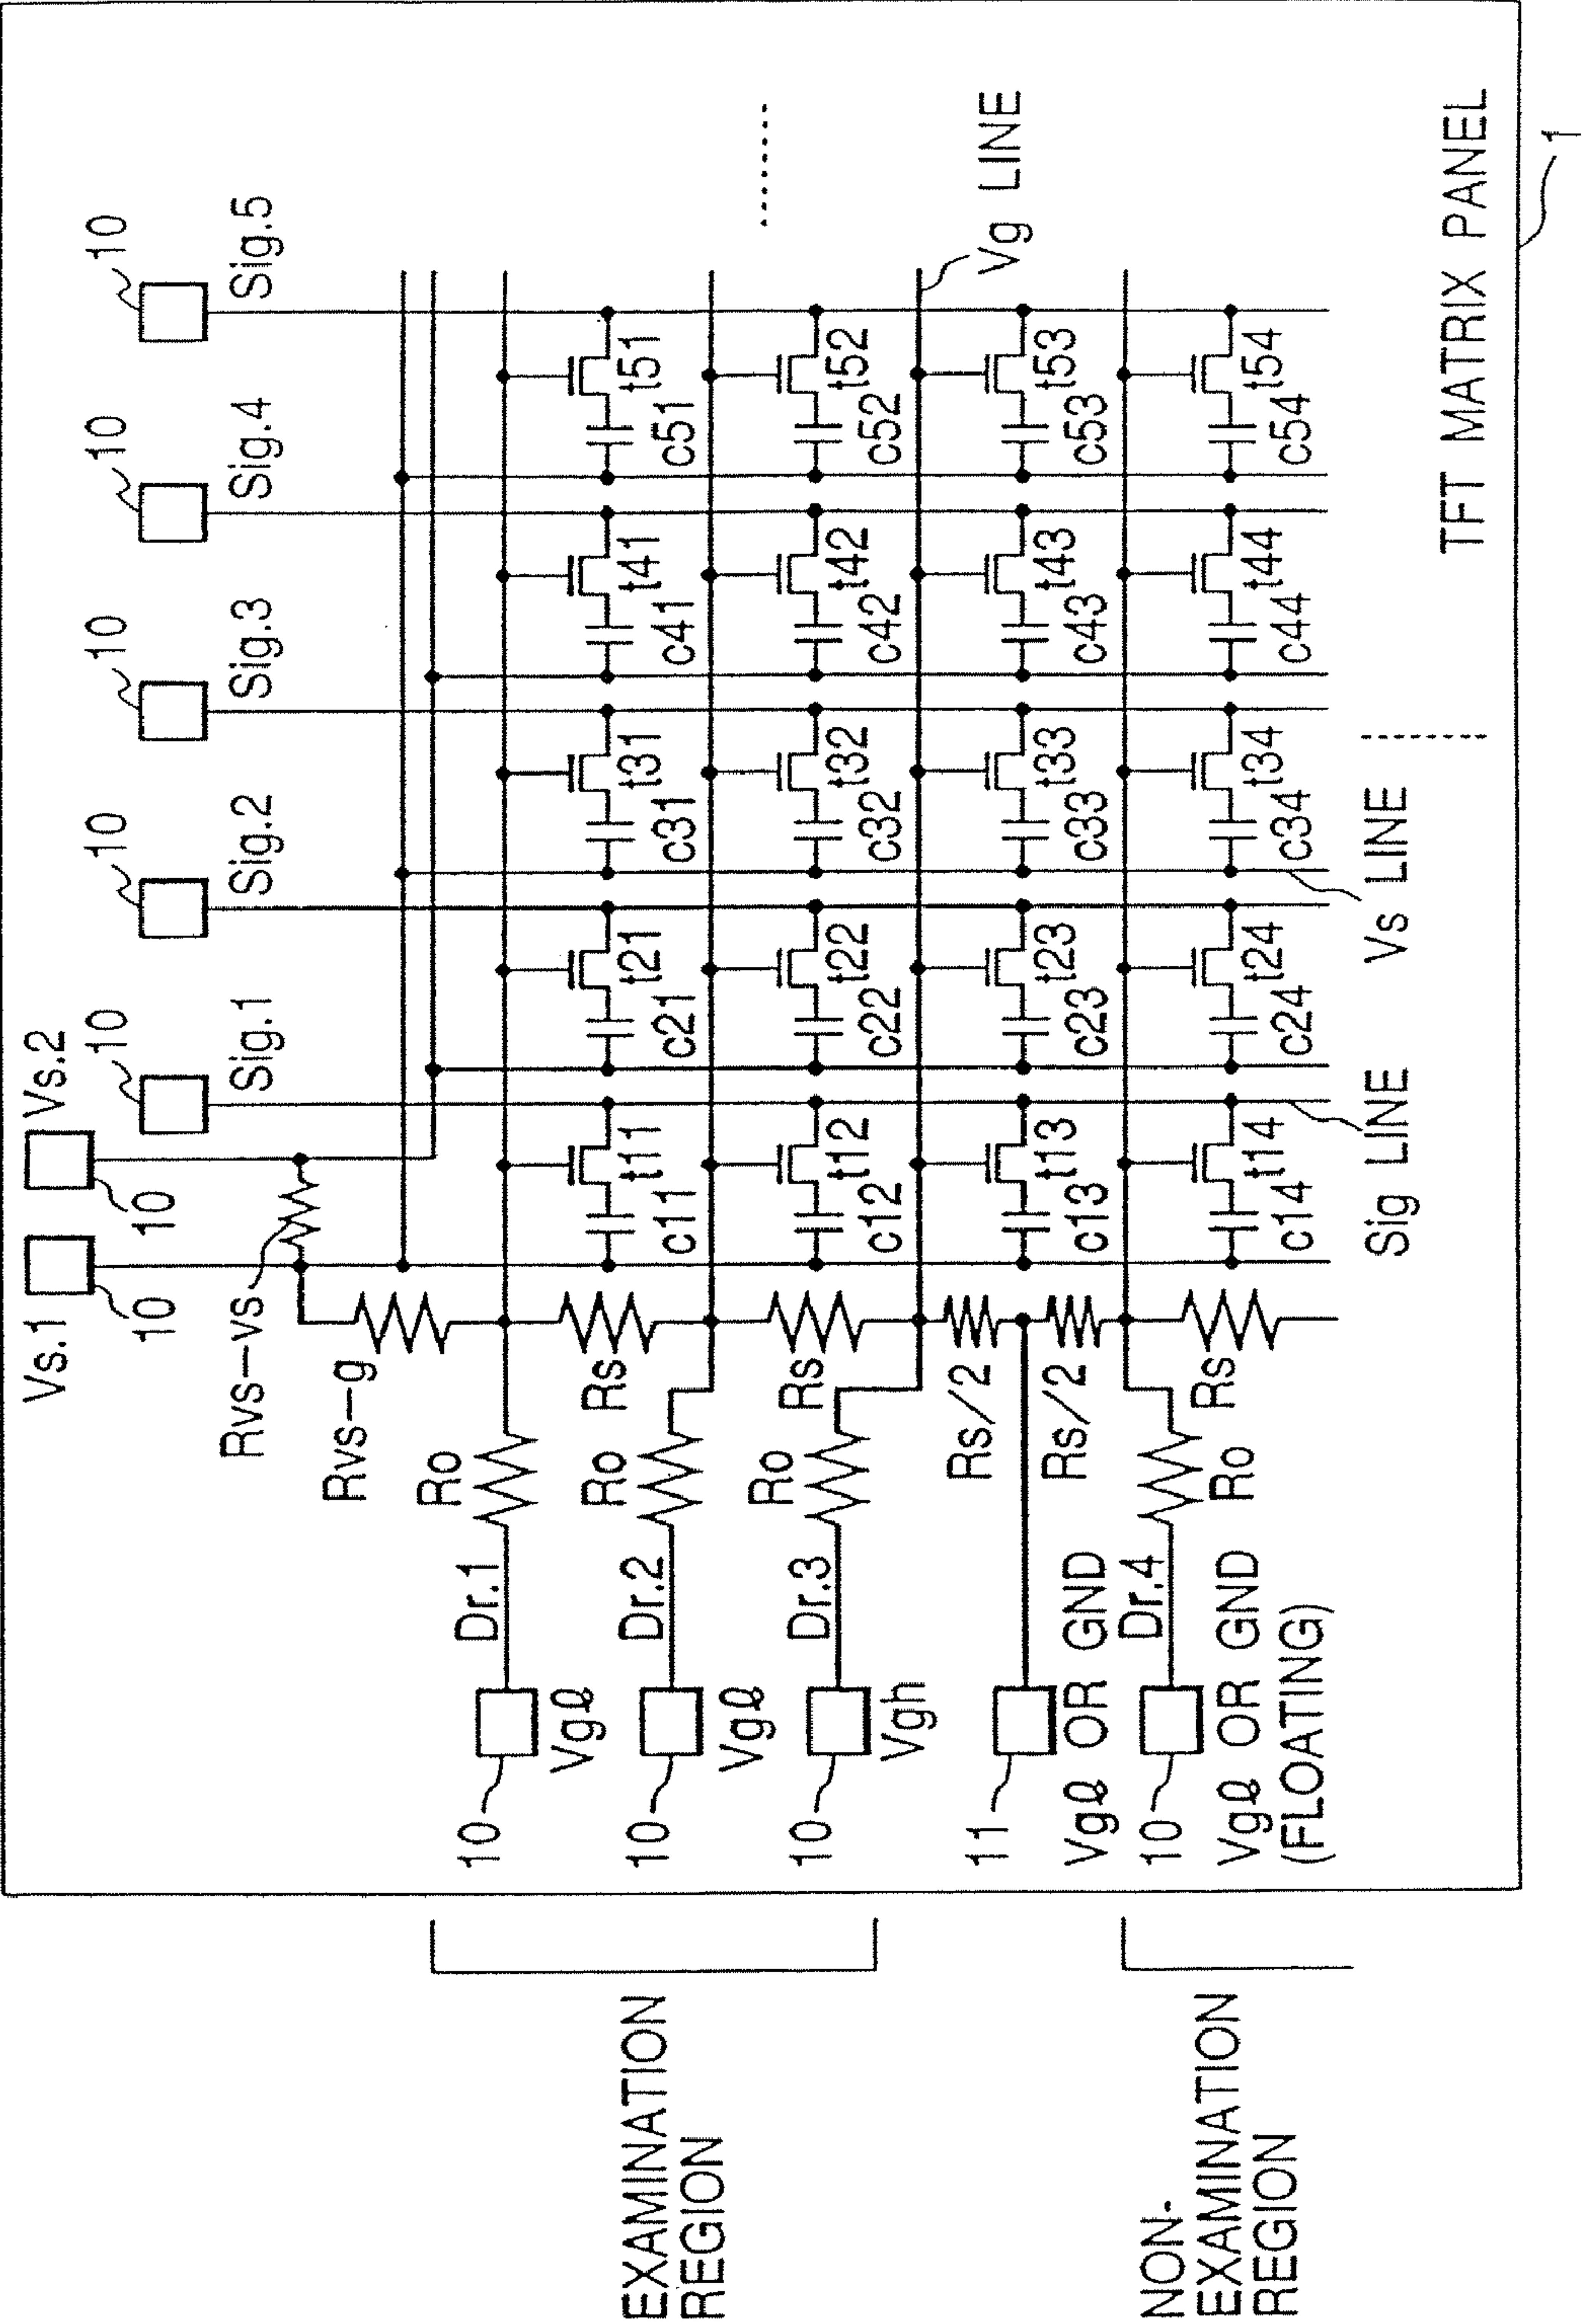 Vs.1
Vs.2
10
10
10
10
10
10
10
Sig.1
Sig.2
Sig.3
Sig.4
Sig.5
Rvs-vs
Rvs-g
10
Dr.1
Ro
Vgℓ
Rs
t11
t21
t31
t41
t51
c11
c21
c31
c41
c51
10
Dr.2
Ro
Vgℓ
Rs
t12
t22
t32
t42
t52
c12
c22
c32
c42
c52
10
Dr.3
Ro
Vgh
Rs/2
t13
t23
t33
t43
t53
c13
c23
c33
c43
c53
Vg LINE
11
Vgℓ OR GND
Rs/2
10
Dr.4
Ro
Rs
Vgℓ OR GND
(FLOATING)
t14
t24
t34
t44
t54
c14
c24
c34
c44
c54
Sig LINE
Vs LINE
TFT MATRIX PANEL
1
EXAMINATION
REGION
NON-
EXAMINATION
REGION